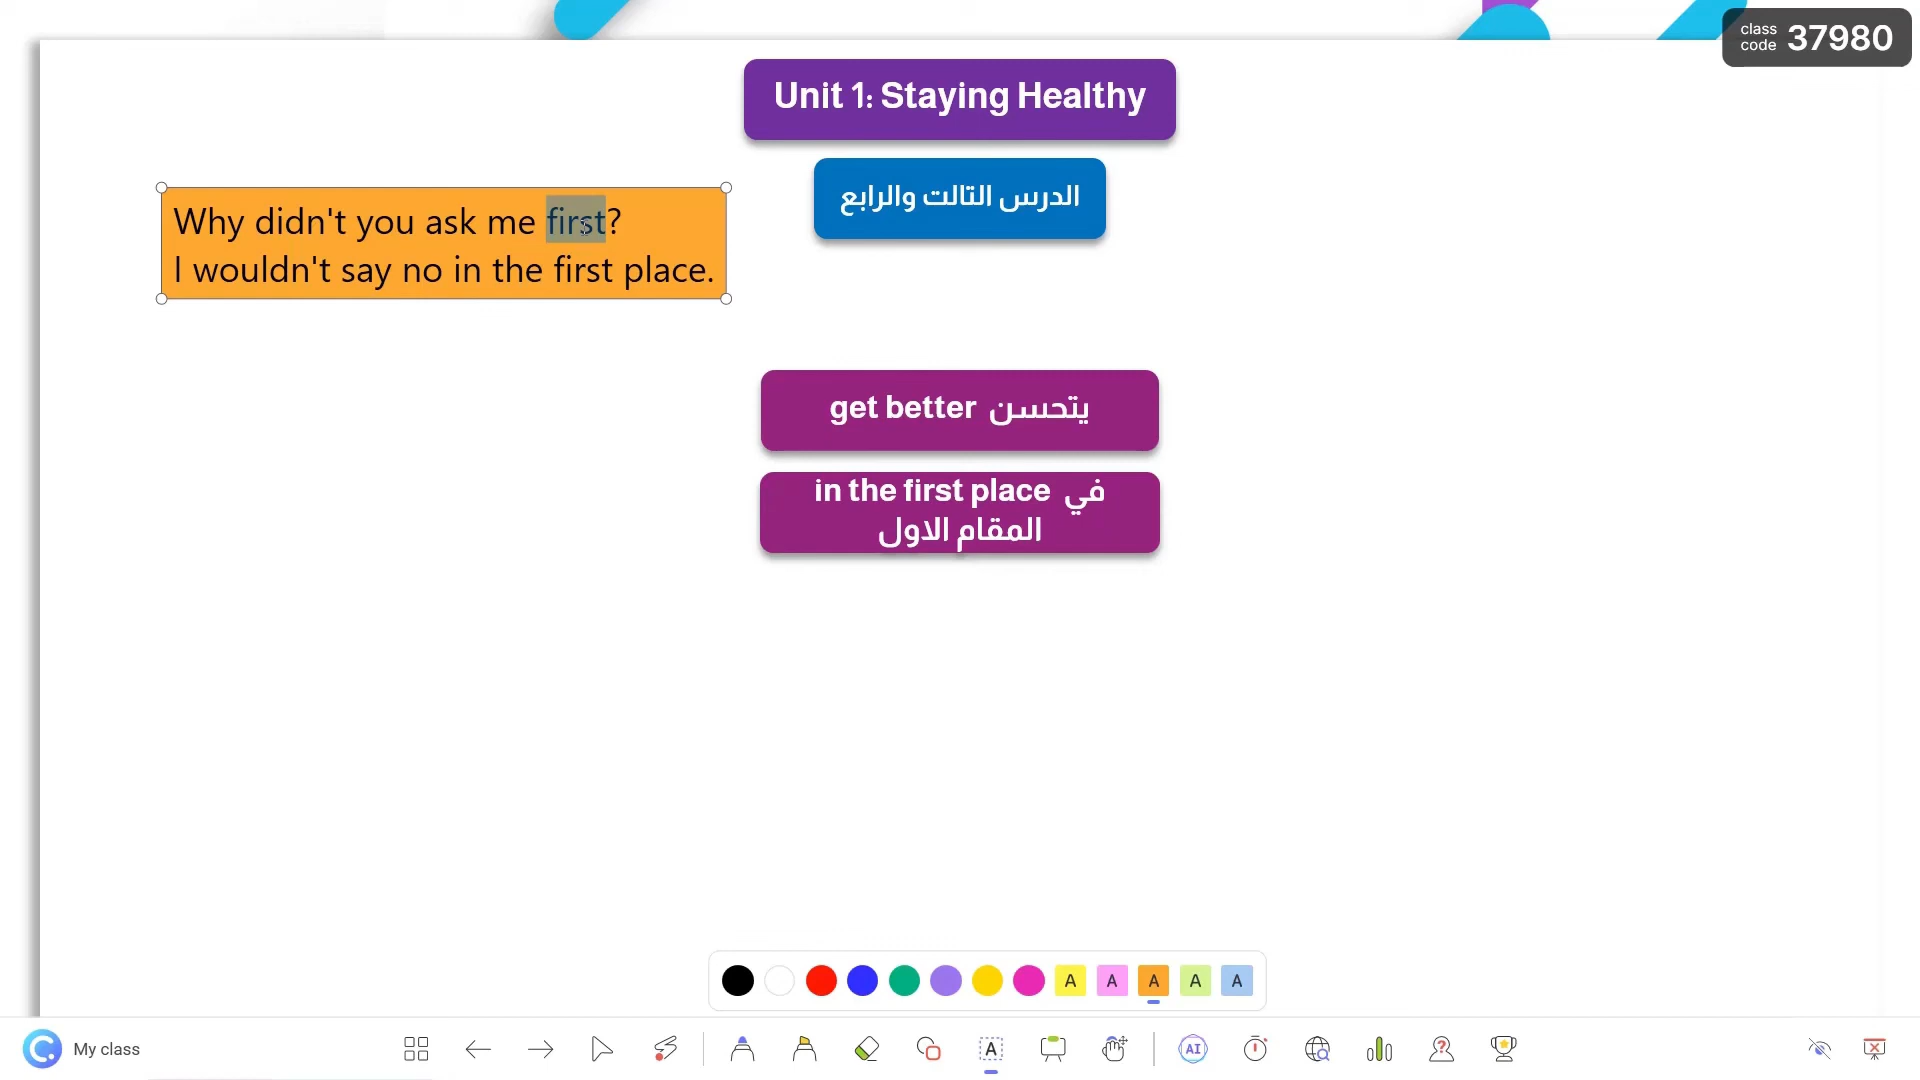 class code 37980
Unit 1: Staying Healthy
الدرس التالت والرابع
Why didn't you ask me first?
I wouldn't say no in the first place.
get better يتحسن
in the first place في
المقام الاول
A A A A A
My class
A
AI